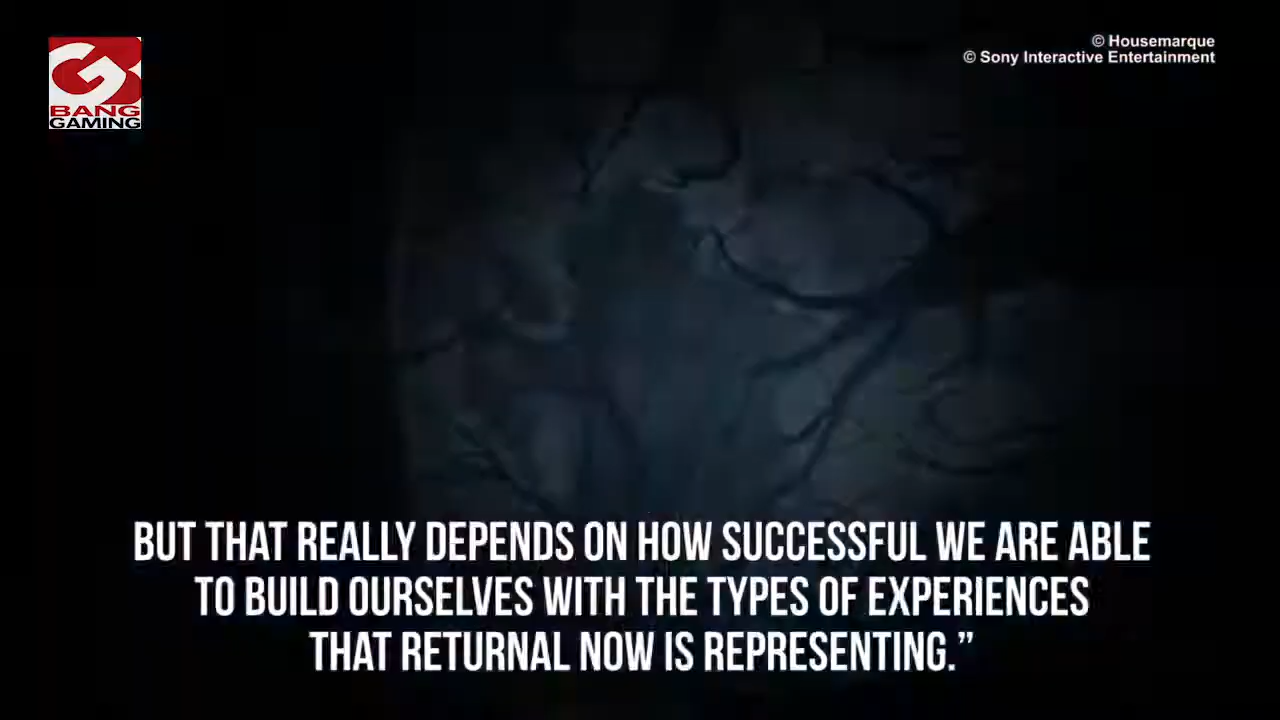 © Housemarque
© Sony Interactive Entertainment
BANG
GAMING
BUT THAT REALLY DEPENDS ON HOW SUCCESSFUL WE ARE ABLE
TO BUILD OURSELVES WITH THE TYPES OF EXPERIENCES
THAT RETURNAL NOW IS REPRESENTING.”